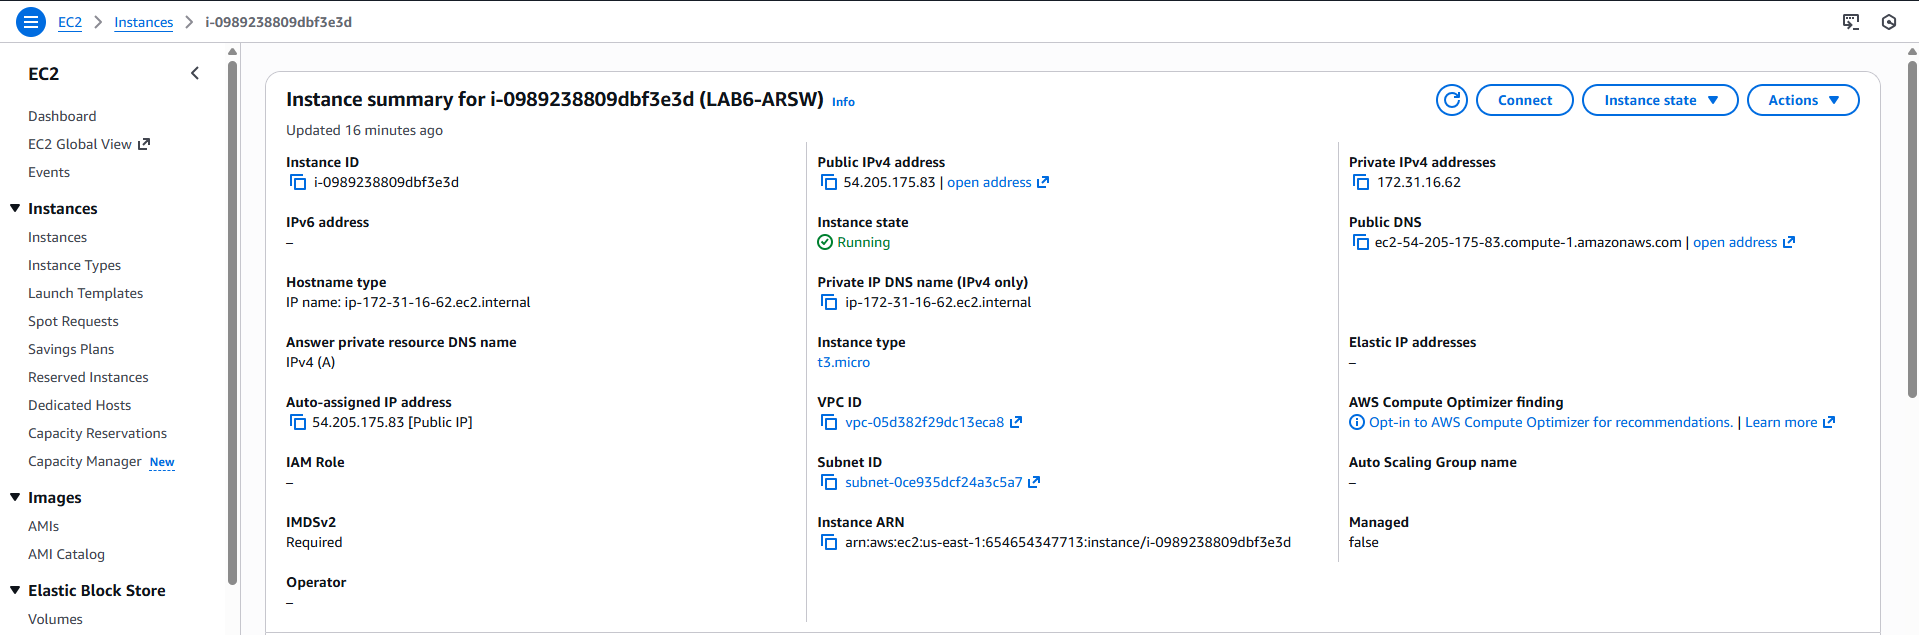 EC2 > Instances > i-0989238809dbf3e3d
EC2
Dashboard
EC2 Global View
Events
Instances
Instances
Instance Types
Launch Templates
Spot Requests
Savings Plans
Reserved Instances
Dedicated Hosts
Capacity Reservations
Capacity Manager New
Images
AMIs
AMI Catalog
Elastic Block Store
Volumes
Instance summary for i-0989238809dbf3e3d (LAB6-ARSW) Info
Connect
Instance state
Actions
Updated 16 minutes ago
Instance ID
i-0989238809dbf3e3d
Public IPv4 address
54.205.175.83 | open address
Private IPv4 addresses
172.31.16.62
IPv6 address
–
Instance state
Running
Public DNS
ec2-54-205-175-83.compute-1.amazonaws.com | open address
Hostname type
IP name: ip-172-31-16-62.ec2.internal
Private IP DNS name (IPv4 only)
ip-172-31-16-62.ec2.internal
Answer private resource DNS name
IPv4 (A)
Instance type
t3.micro
Elastic IP addresses
–
Auto-assigned IP address
54.205.175.83 [Public IP]
VPC ID
vpc-05d382f29dc13eca8
AWS Compute Optimizer finding
Opt-in to AWS Compute Optimizer for recommendations. | Learn more
IAM Role
–
Subnet ID
subnet-0ce935dcf24a3c5a7
Auto Scaling Group name
–
IMDSv2
Required
Instance ARN
arn:aws:ec2:us-east-1:654654347713:instance/i-0989238809dbf3e3d
Managed
false
Operator
–